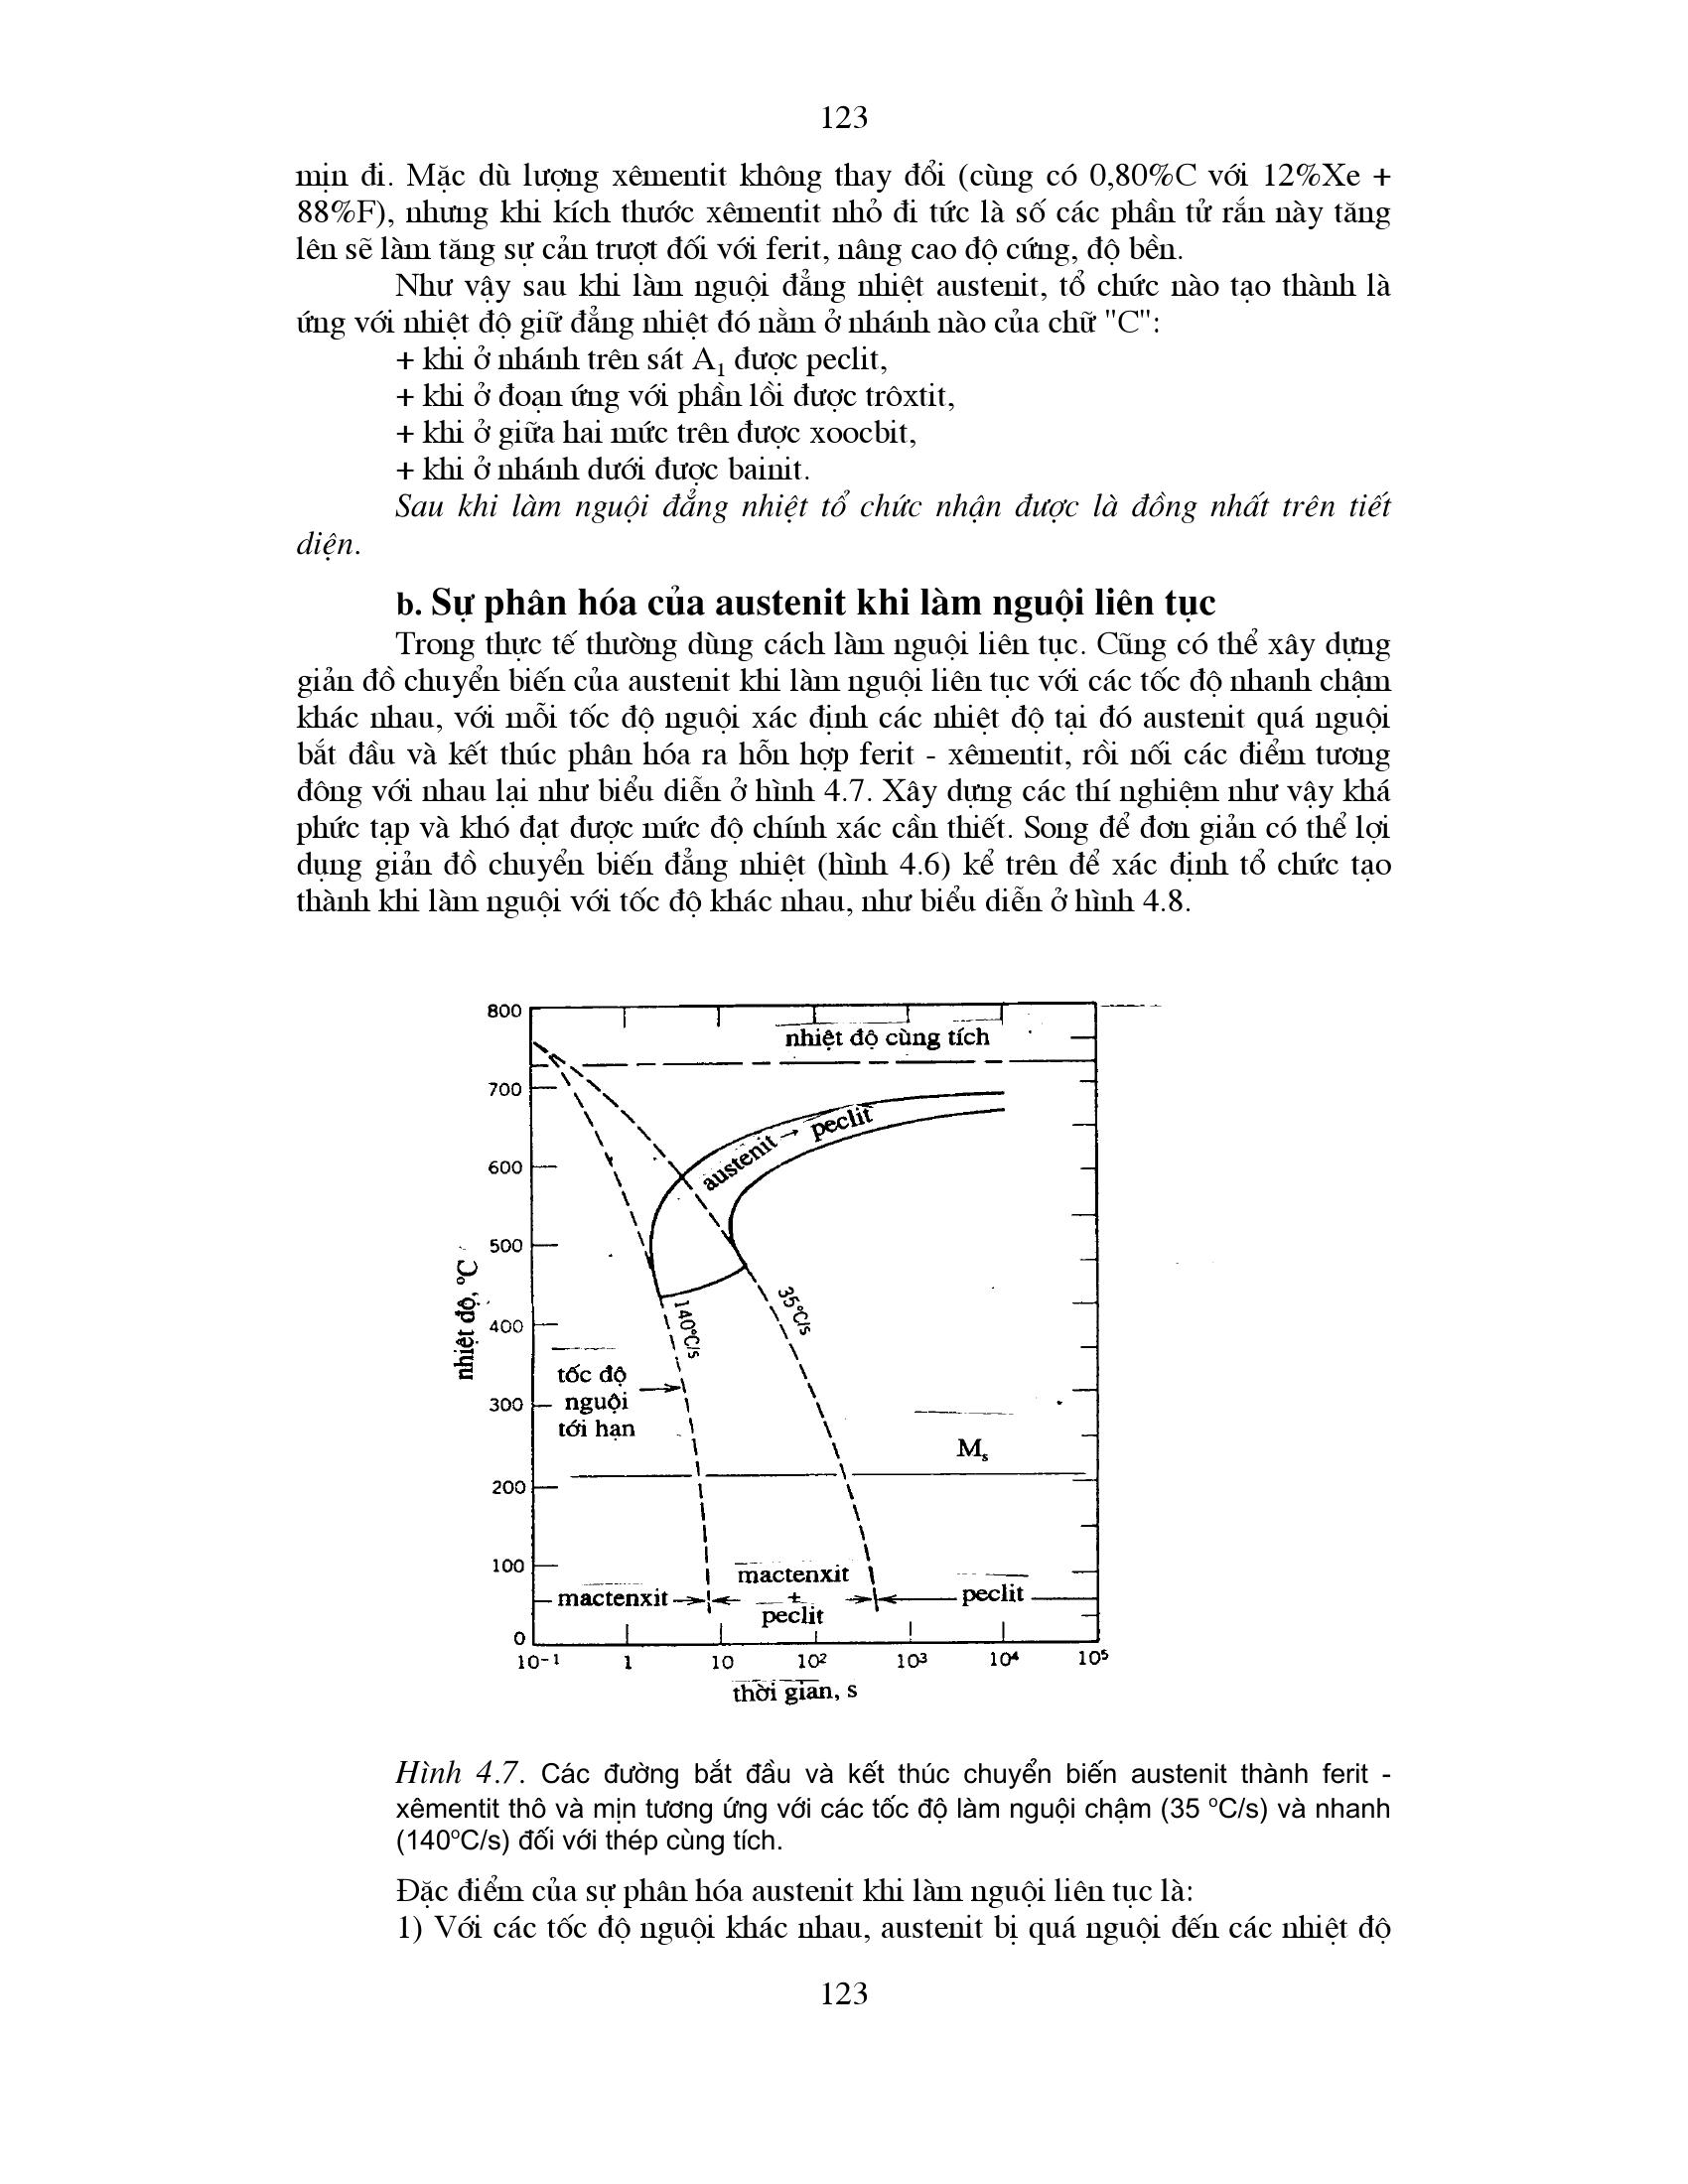 123
mịn đi. Mặc dù lượng xêmentit không thay đổi (cùng có 0,80%C với 12%Xe +
88%F), nhưng khi kích thước xêmentit nhỏ đi tức là số các phần tử rắn này tăng
lên sẽ làm tăng sự cản trượt đối với ferit, nâng cao độ cứng, độ bền.
Như vậy sau khi làm nguội đẳng nhiệt austenit, tổ chức nào tạo thành là
ứng với nhiệt độ giữ đẳng nhiệt đó nằm ở nhánh nào của chữ "C":
+ khi ở nhánh trên sát A₁ được peclit,
+ khi ở đoạn ứng với phần lồi được trôxtit,
+ khi ở giữa hai mức trên được xoocbit,
+ khi ở nhánh dưới được bainit.
Sau khi làm nguội đẳng nhiệt tổ chức nhận được là đồng nhất trên tiết
diện.
b. Sự phân hóa của austenit khi làm nguội liên tục
Trong thực tế thường dùng cách làm nguội liên tục. Cũng có thể xây dựng
giản đồ chuyển biến của austenit khi làm nguội liên tục với các tốc độ nhanh chậm
khác nhau, với mỗi tốc độ nguội xác định các nhiệt độ tại đó austenit quá nguội
bắt đầu và kết thúc phân hóa ra hỗn hợp ferit - xêmentit, rồi nối các điểm tương
đông với nhau lại như biểu diễn ở hình 4.7. Xây dựng các thí nghiệm như vậy khá
phức tạp và khó đạt được mức độ chính xác cần thiết. Song để đơn giản có thể lợi
dụng giản đồ chuyển biến đẳng nhiệt (hình 4.6) kể trên để xác định tổ chức tạo
thành khi làm nguội với tốc độ khác nhau, như biểu diễn ở hình 4.8.
800
nhiệt độ cùng tích
700
austenit → peclit
600
500
nhiệt độ, °C
400
140°C/s
35°C/s
tốc độ
nguội
tới hạn
300
Mₛ
200
100
mactenxit
mactenxit
+
peclit
peclit
0
10⁻¹ 1 10 10² 10³ 10⁴ 10⁵
thời gian, s
Hình 4.7. Các đường bắt đầu và kết thúc chuyển biến austenit thành ferit -
xêmentit thô và mịn tương ứng với các tốc độ làm nguội chậm (35 °C/s) và nhanh
(140°C/s) đối với thép cùng tích.
Đặc điểm của sự phân hóa austenit khi làm nguội liên tục là:
1) Với các tốc độ nguội khác nhau, austenit bị quá nguội đến các nhiệt độ
123